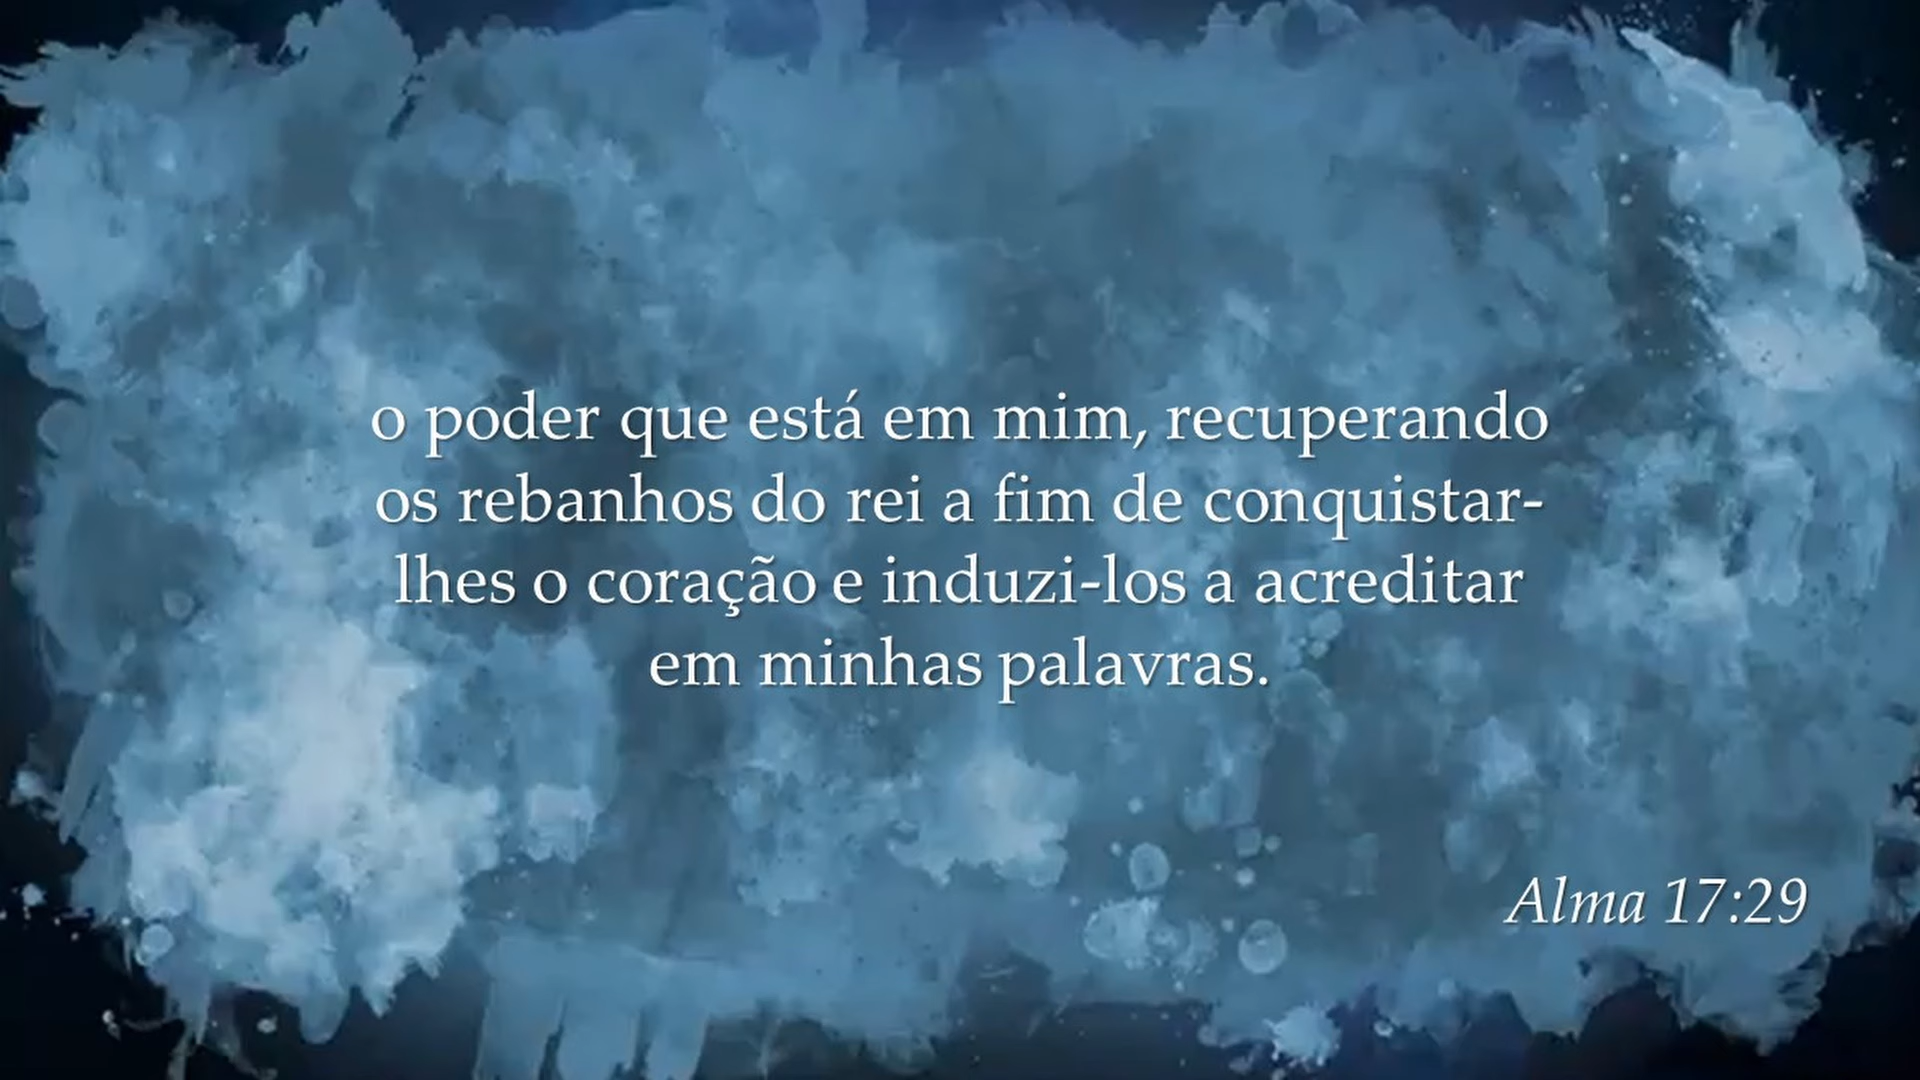 o poder que está em mim, recuperando
os rebanhos do rei a fim de conquistar-
lhes o coração e induzi-los a acreditar
em minhas palavras.
Alma 17:29